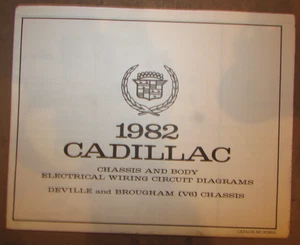 1982
CADILLAC
CHASSIS AND BODY
ELECTRICAL WIRING CIRCUIT DIAGRAMS
DEVILLE and BROUGHAM (V6) CHASSIS